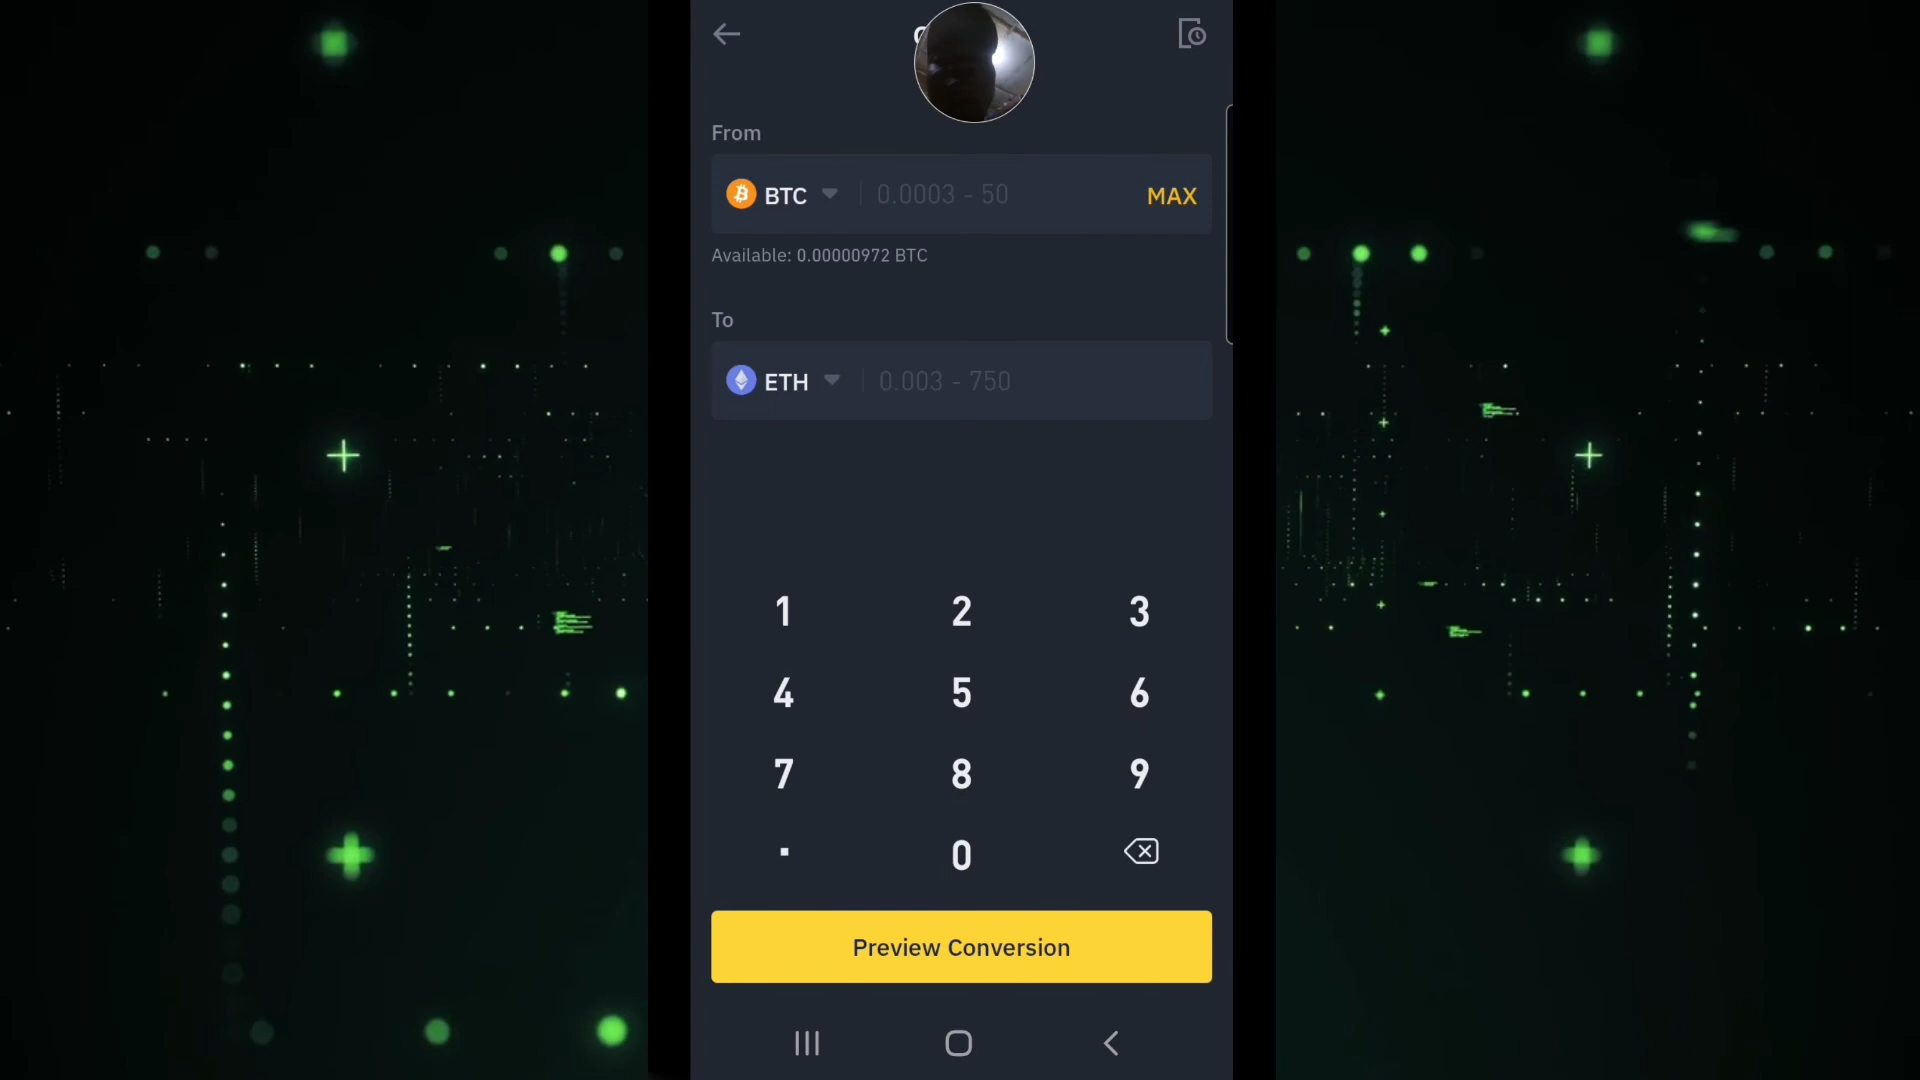 From
BTC 0.0003 - 50 MAX
Available: 0.00000972 BTC
To
ETH 0.003 - 750
1 2 3
4 5 6
7 8 9
. 0
Preview Conversion